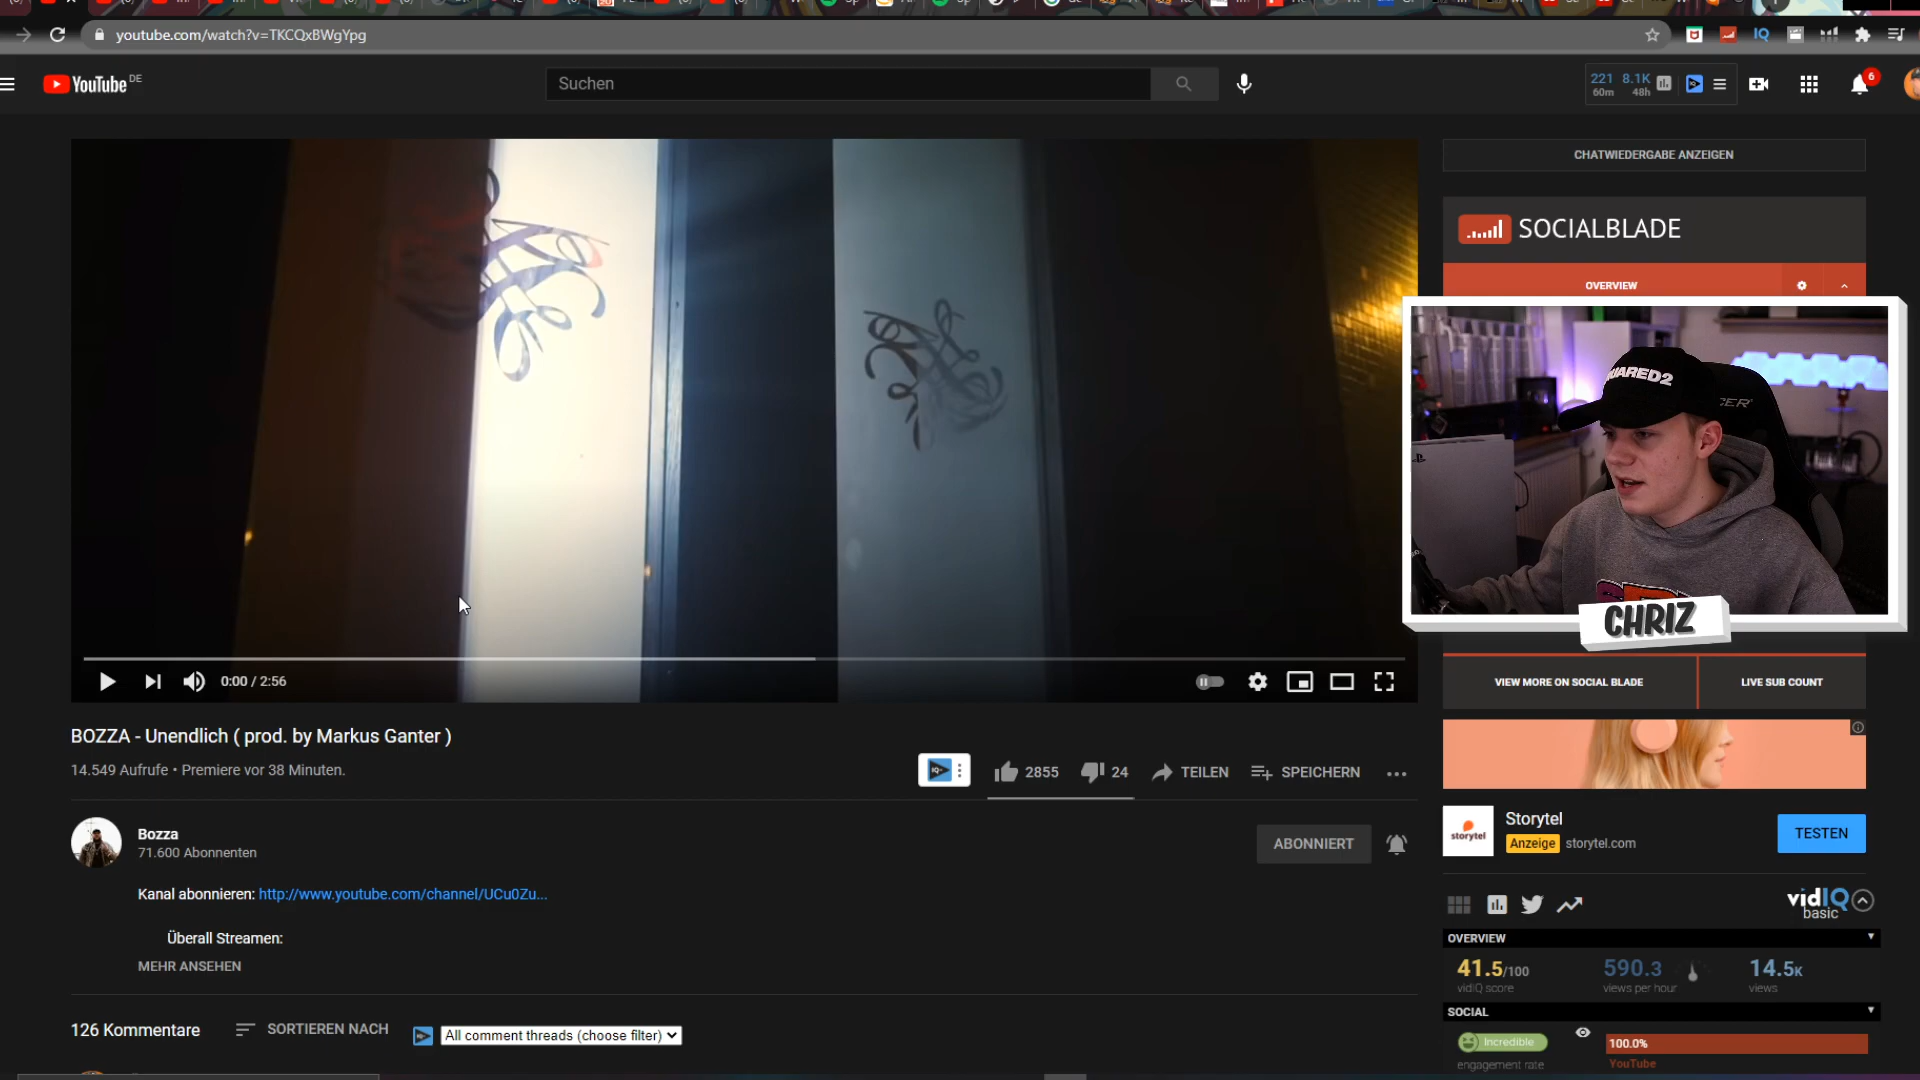 youtube.com/watch?v=TKCQxBWgYpg
IQ
YouTube DE
Suchen
221 60m 8.1K 48h
6
CHATWIEDERGABE ANZEIGEN
SOCIALBLADE
OVERVIEW
CHRIZ
0:00 / 2:56
VIEW MORE ON SOCIAL BLADE
LIVE SUB COUNT
BOZZA - Unendlich ( prod. by Markus Ganter )
14.549 Aufrufe • Premiere vor 38 Minuten.
2855
24
TEILEN
SPEICHERN
Bozza
71.600 Abonnenten
ABONNIERT
storytel
Storytel
Anzeige storytel.com
TESTEN
Kanal abonnieren: http://www.youtube.com/channel/UCu0Zu...
Überall Streamen:
MEHR ANSEHEN
vidIQ
basic
OVERVIEW
41.5/100
vidIQ score
590.3
views per hour
14.5K
views
SOCIAL
Incredible
engagement rate
100.0%
YouTube
126 Kommentare
SORTIEREN NACH
All comment threads (choose filter)